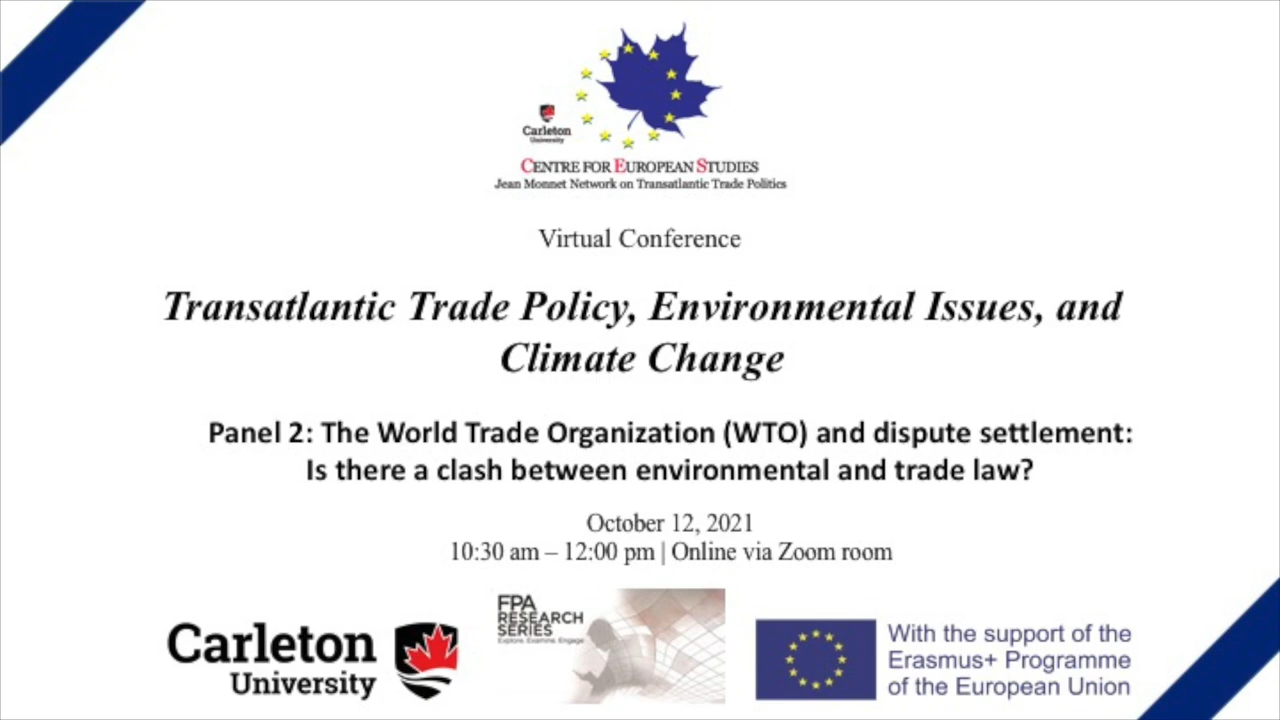 Carleton
University
CENTRE FOR EUROPEAN STUDIES
Jean Monnet Network on Transatlantic Trade Politics
Virtual Conference
Transatlantic Trade Policy, Environmental Issues, and
Climate Change
Panel 2: The World Trade Organization (WTO) and dispute settlement:
Is there a clash between environmental and trade law?
October 12, 2021
10:30 am – 12:00 pm | Online via Zoom room
Carleton
University
FPA
RESEARCH
SERIES
Explore. Examine. Engage.
With the support of the
Erasmus+ Programme
of the European Union